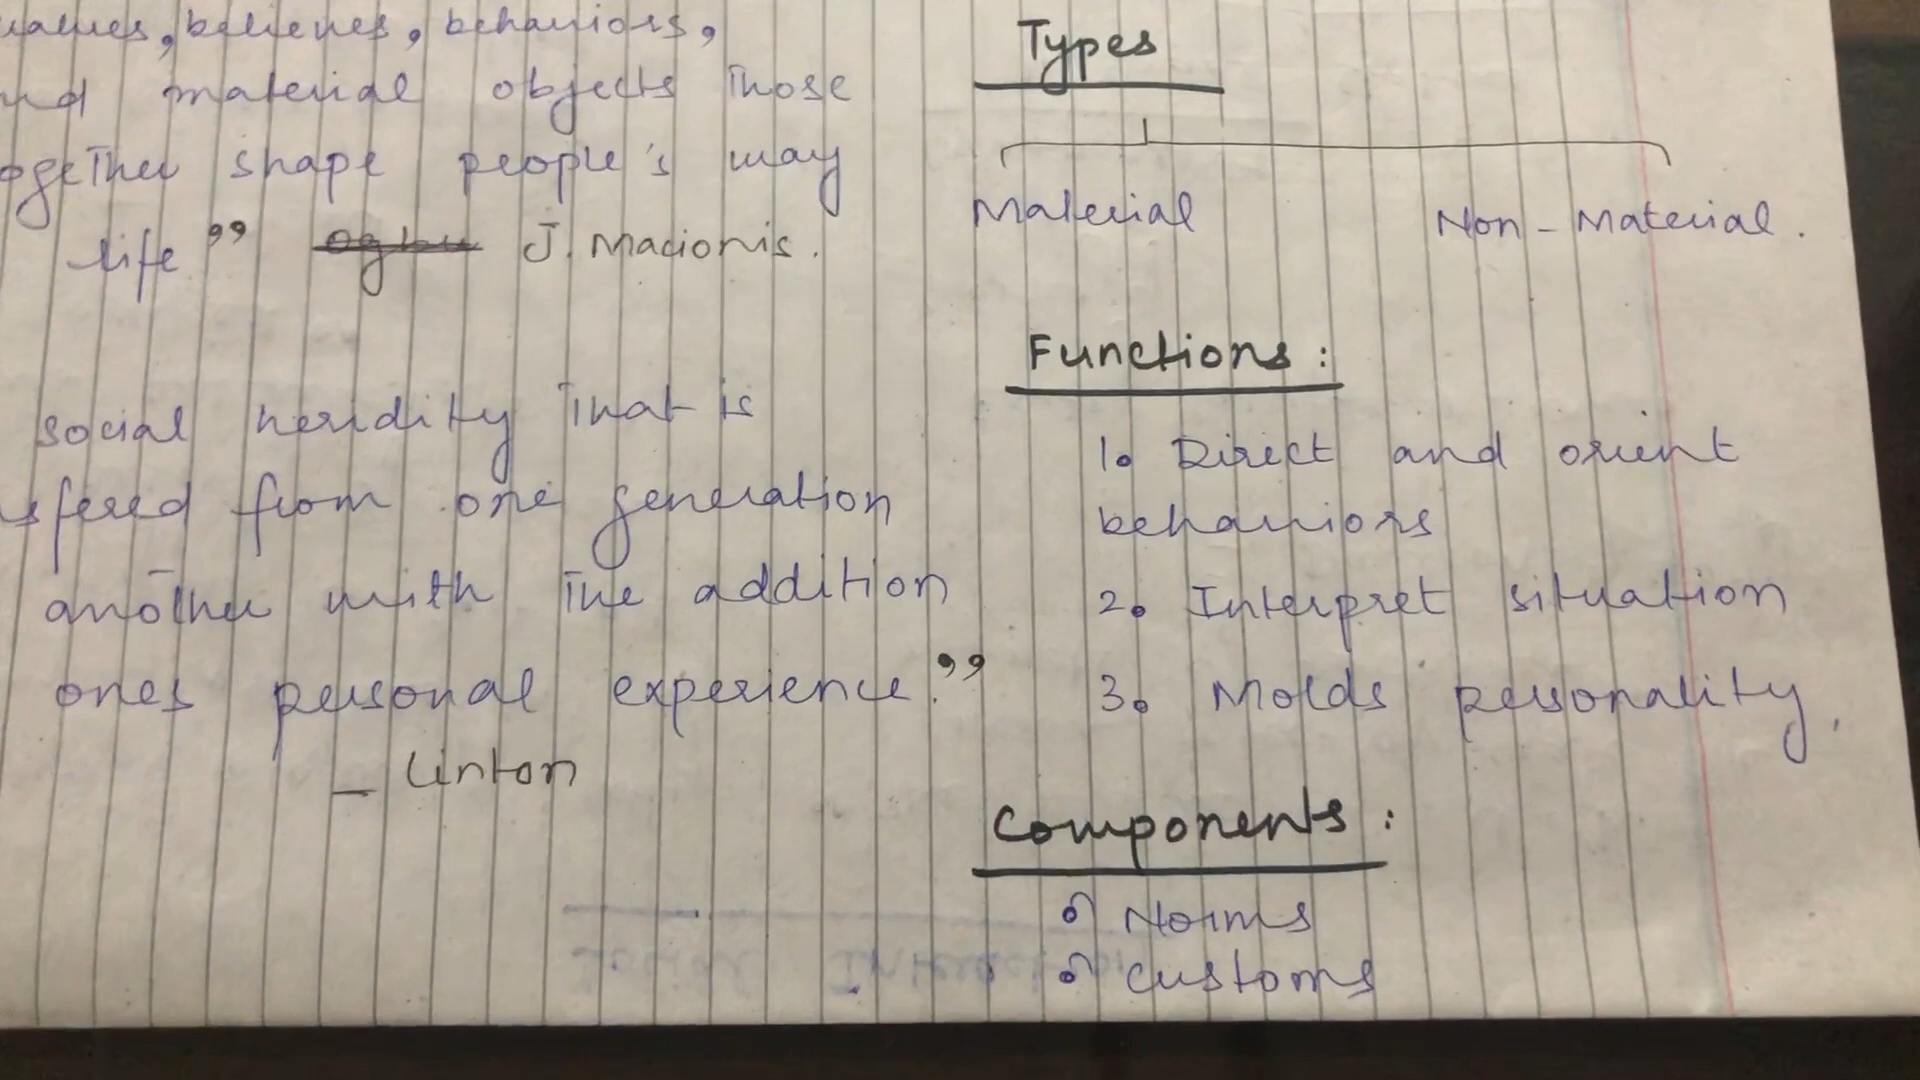 values, believes, behaviors,
and material objects those
together shape people's way
life" J. Macionis.
social heridity that is
sfered from one generation
another with the addition
ones personal experience."
_ Linton
Types
Material Non-Material.
Functions:
1. Direct and orient
behaviors
2. Interpret situation
3. Molds personality,
Components:
Norms
customs